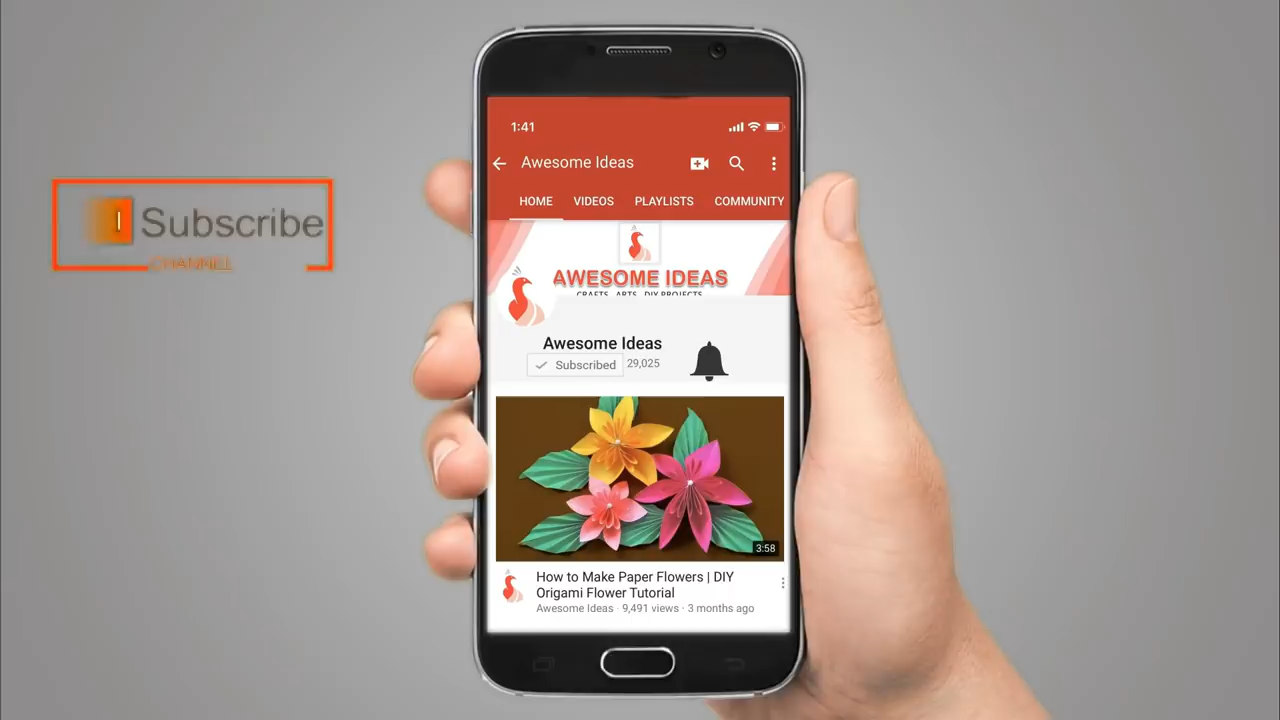 Subscribe
CHANNEL
1:41
Awesome Ideas
HOME VIDEOS PLAYLISTS COMMUNITY
AWESOME IDEAS
CRAFTS, ARTS, DIY PROJECTS
Awesome Ideas
Subscribed 29,025
3:58
How to Make Paper Flowers | DIY
Origami Flower Tutorial
Awesome Ideas · 9,491 views · 3 months ago